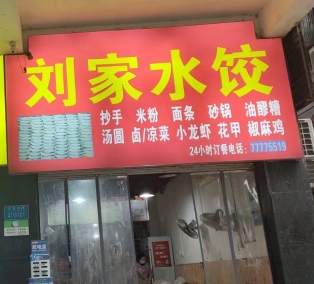 刘家水饺
抄手 米粉 面条 砂锅 油醪糟
汤圆 卤/凉菜 小龙虾 花甲 椒麻鸡
24小时订餐电话:77775519